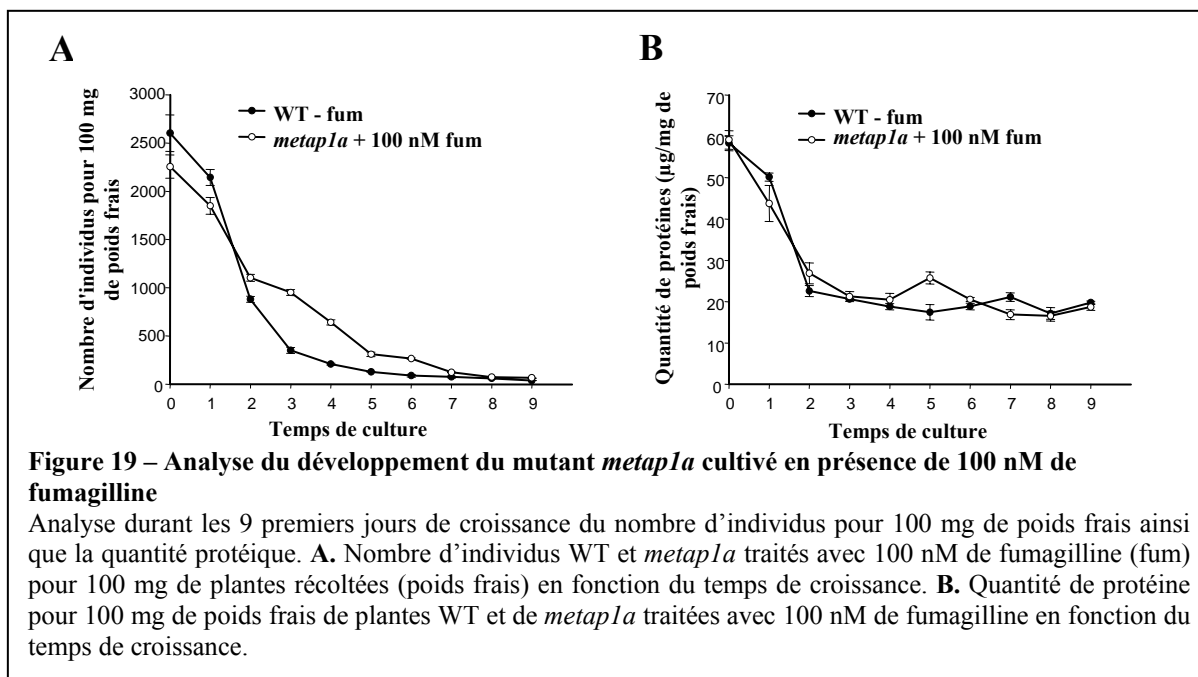 A
Nombre d'individus pour 100 mg
de poids frais
3000
2500
2000
1500
1000
500
0
WT - fum
metap1a + 100 nM fum
0 1 2 3 4 5 6 7 8 9
Temps de culture
B
Quantité de protéines (µg/mg de
poids frais)
70
60
50
40
30
20
10
0
WT - fum
metap1a + 100 nM fum
0 1 2 3 4 5 6 7 8 9
Temps de culture
Figure 19 – Analyse du développement du mutant metap1a cultivé en présence de 100 nM de
fumagilline
Analyse durant les 9 premiers jours de croissance du nombre d'individus pour 100 mg de poids frais ainsi
que la quantité protéique. A. Nombre d'individus WT et metap1a traités avec 100 nM de fumagilline (fum)
pour 100 mg de plantes récoltées (poids frais) en fonction du temps de croissance. B. Quantité de protéine
pour 100 mg de poids frais de plantes WT et de metap1a traitées avec 100 nM de fumagilline en fonction du
temps de croissance.